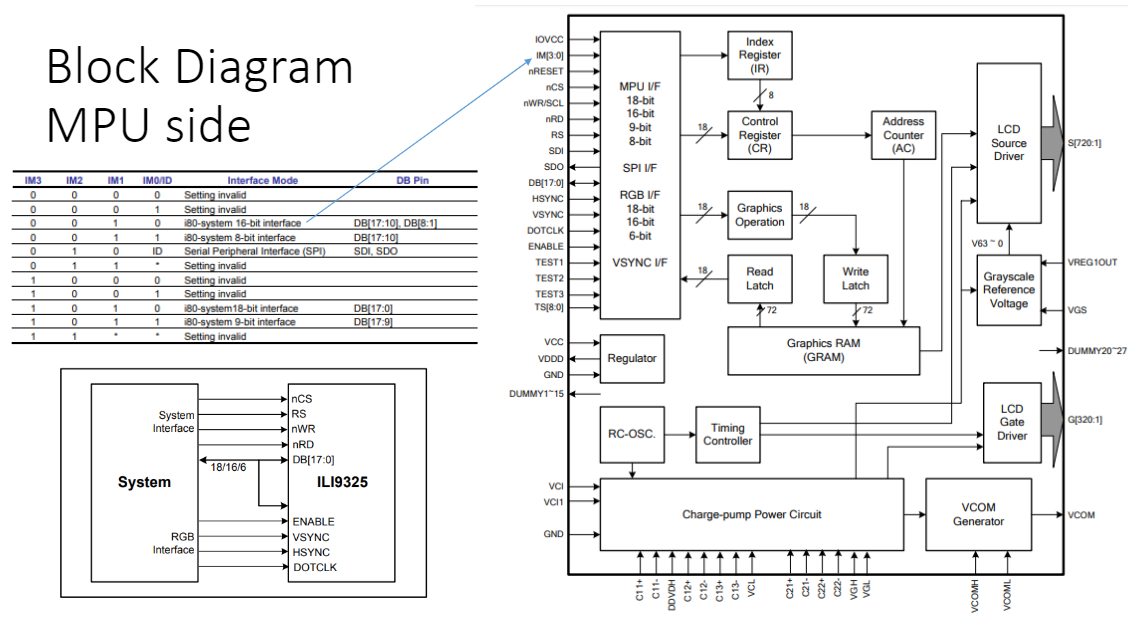 Block Diagram
MPU side
IM3 IM2 IM1 IM0/ID Interface Mode DB Pin
0 0 0 0 Setting invalid
0 0 0 1 Setting invalid
0 0 1 0 i80-system 16-bit interface DB[17:10], DB[8:1]
0 0 1 1 i80-system 8-bit interface DB[17:10]
0 1 0 ID Serial Peripheral Interface (SPI) SDI, SDO
0 1 1 * Setting invalid
1 0 0 0 Setting invalid
1 0 0 1 Setting invalid
1 0 1 0 i80-system18-bit interface DB[17:0]
1 0 1 1 i80-system 9-bit interface DB[17:9]
1 1 * * Setting invalid
System
Interface
nCS
RS
nWR
nRD
DB[17:0]
18/16/6
System
ILI9325
RGB
Interface
ENABLE
VSYNC
HSYNC
DOTCLK
IOVCC
IM[3:0]
nRESET
nCS
nWR/SCL
nRD
RS
SDI
SDO
DB[17:0]
HSYNC
VSYNC
DOTCLK
ENABLE
TEST1
TEST2
TEST3
TS[8:0]
MPU I/F
18-bit
16-bit
9-bit
8-bit
SPI I/F
RGB I/F
18-bit
16-bit
6-bit
VSYNC I/F
Index
Register
(IR)
8
18
Control
Register
(CR)
Address
Counter
(AC)
18
Graphics
Operation
18
18
Read
Latch
Write
Latch
72
72
Graphics RAM
(GRAM)
LCD
Source
Driver
S[720:1]
V63 ~ 0
Grayscale
Reference
Voltage
VREG1OUT
VGS
DUMMY20~27
VCC
VDDD
GND
Regulator
DUMMY1~15
RC-OSC.
Timing
Controller
LCD
Gate
Driver
G[320:1]
VCI
VCI1
GND
Charge-pump Power Circuit
VCOM
Generator
VCOM
C11+
C11-
DDVDH
C12+
C12-
C13+
C13-
VCL
C21+
C21-
C22+
C22-
VGH
VGL
VCOMH
VCOML